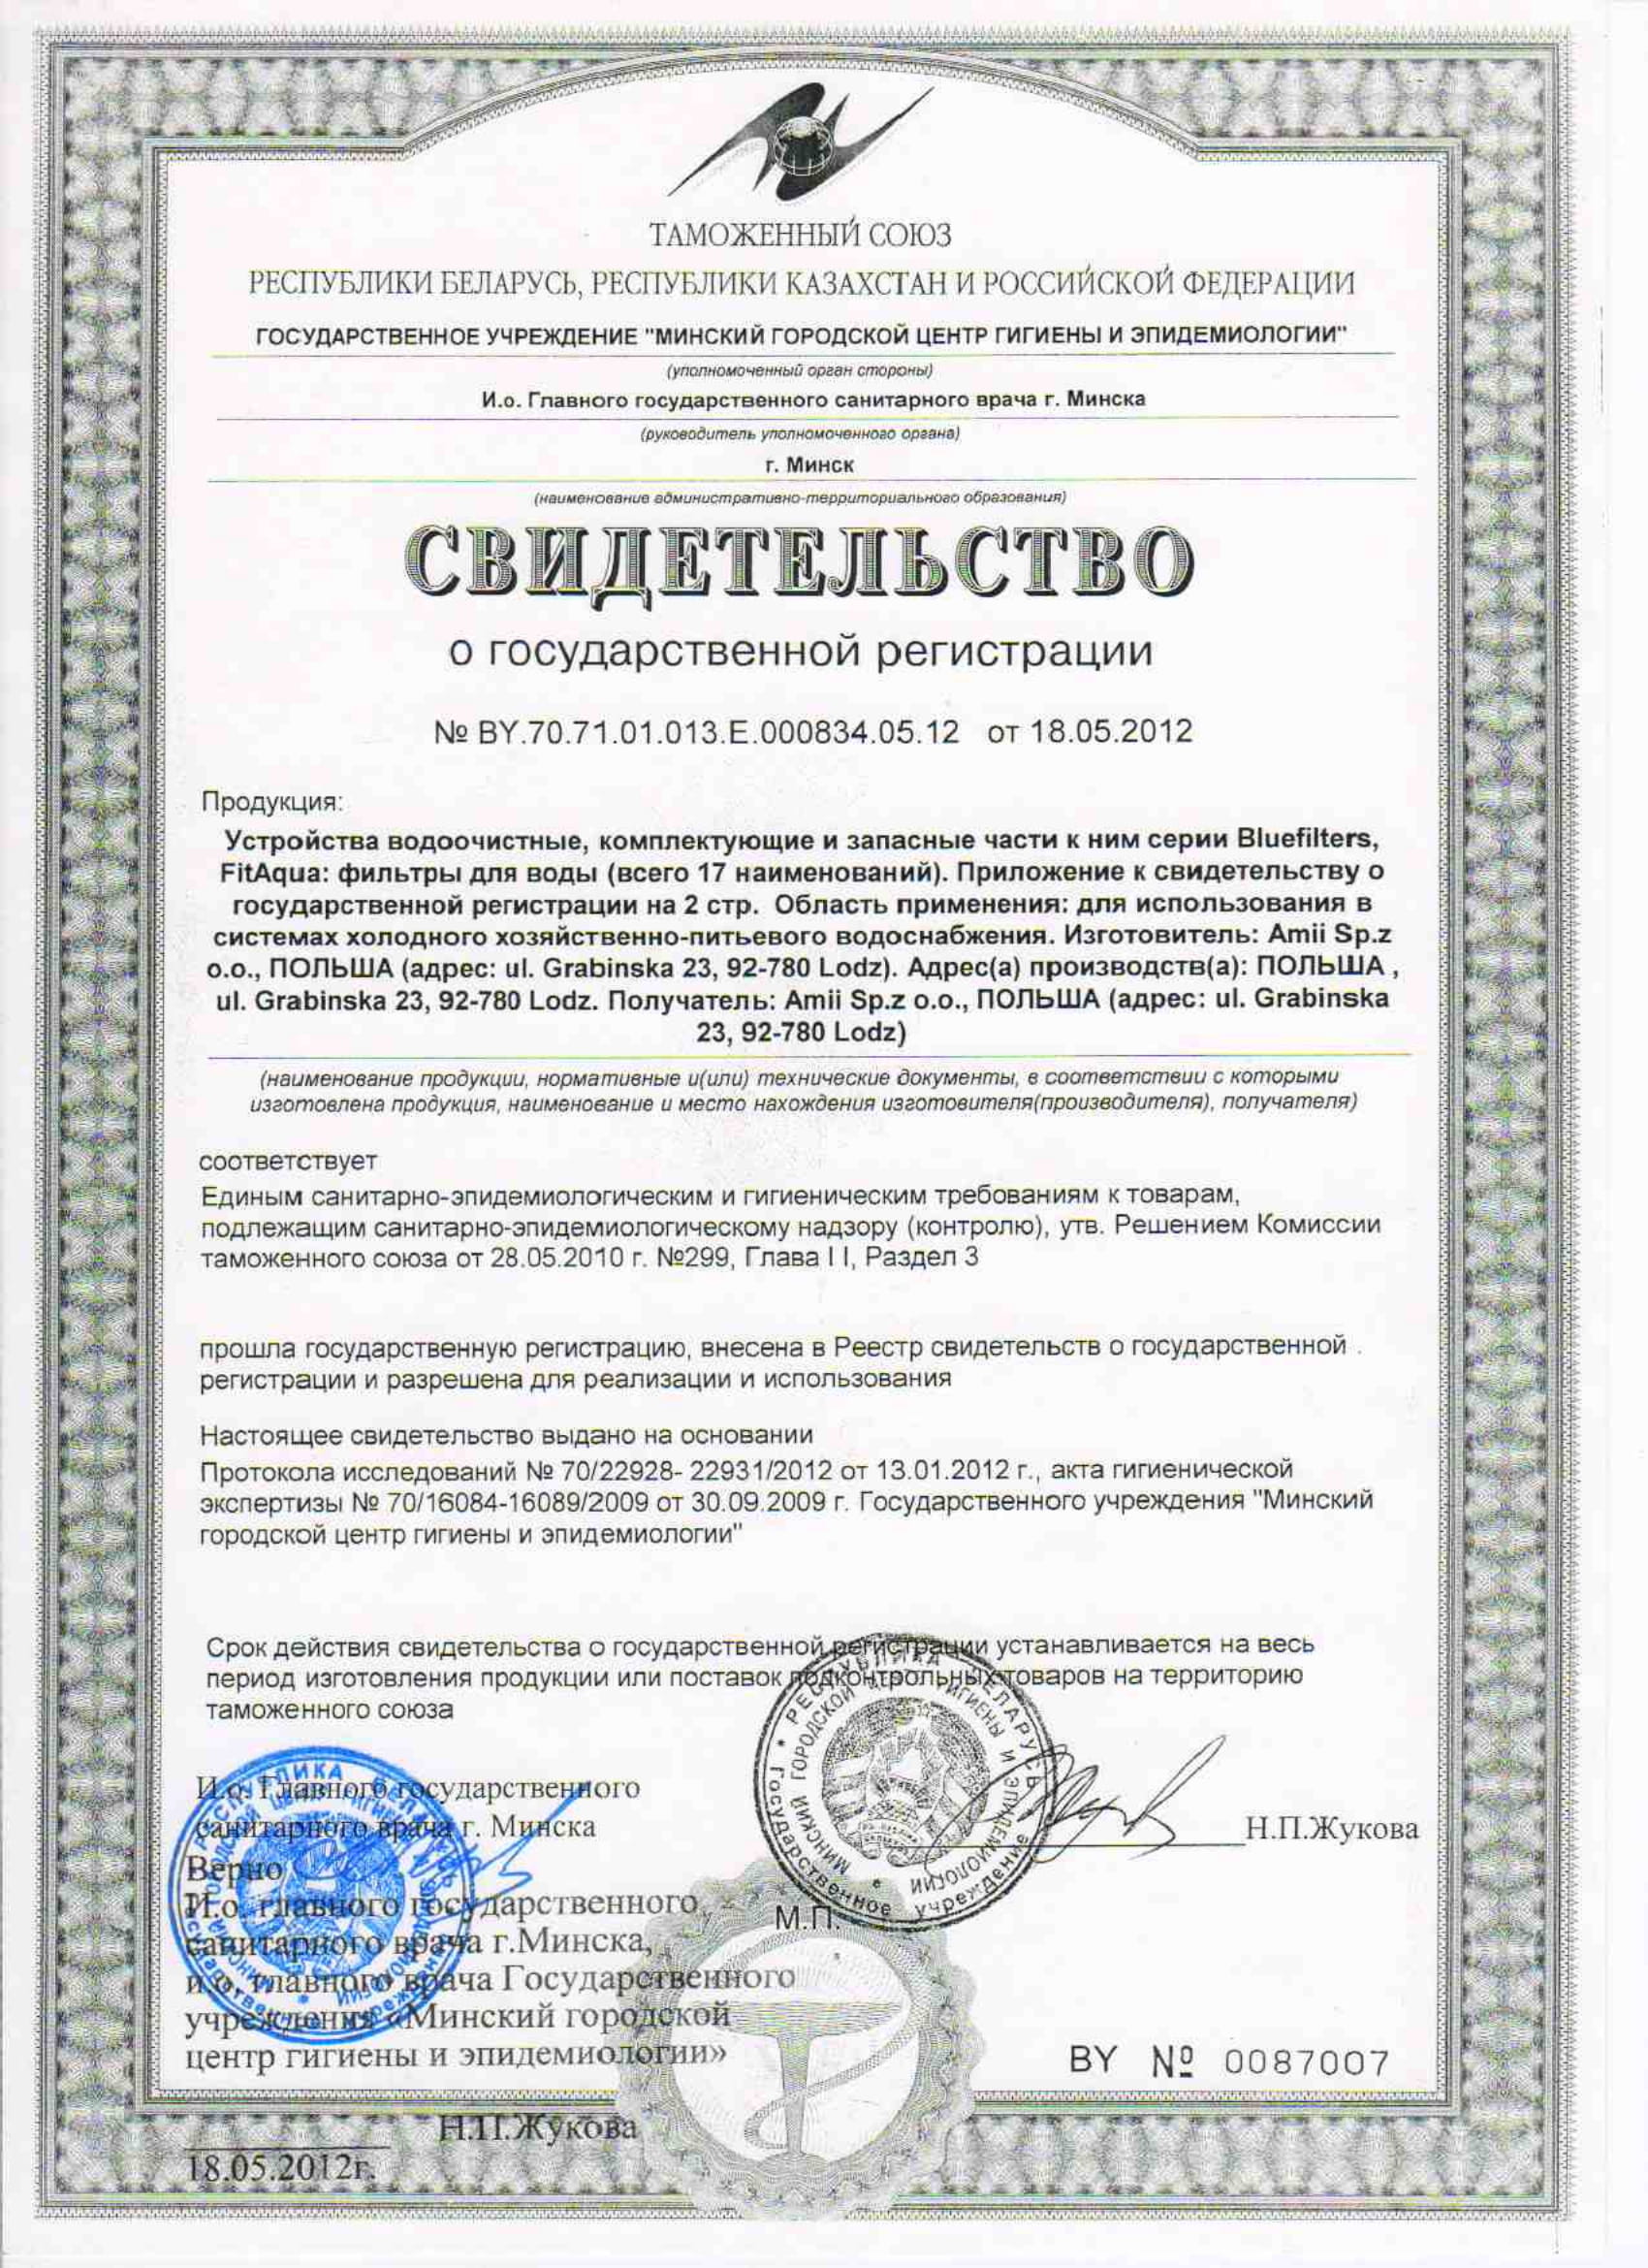 ТАМОЖЕННЫЙ СОЮЗ
РЕСПУБЛИКИ БЕЛАРУСЬ, РЕСПУБЛИКИ КАЗАХСТАН И РОССИЙСКОЙ ФЕДЕРАЦИИ
ГОСУДАРСТВЕННОЕ УЧРЕЖДЕНИЕ "МИНСКИЙ ГОРОДСКОЙ ЦЕНТР ГИГИЕНЫ И ЭПИДЕМИОЛОГИИ"
(уполномоченный орган стороны)
И.о. Главного государственного санитарного врача г. Минска
(руководитель уполномоченного органа)
г. Минск
(наименование административно-территориального образования)
СВИДЕТЕЛЬСТВО
о государственной регистрации
№ BY.70.71.01.013.E.000834.05.12 от 18.05.2012
Продукция:
Устройства водоочистные, комплектующие и запасные части к ним серии Bluefilters,
FitAqua: фильтры для воды (всего 17 наименований). Приложение к свидетельству о
государственной регистрации на 2 стр. Область применения: для использования в
системах холодного хозяйственно-питьевого водоснабжения. Изготовитель: Amii Sp.z
o.o., ПОЛЬША (адрес: ul. Grabinska 23, 92-780 Lodz). Адрес(а) производств(а): ПОЛЬША ,
ul. Grabinska 23, 92-780 Lodz. Получатель: Amii Sp.z o.o., ПОЛЬША (адрес: ul. Grabinska
23, 92-780 Lodz)
(наименование продукции, нормативные и(или) технические документы, в соответствии с которыми
изготовлена продукция, наименование и место нахождения изготовителя(производителя), получателя)
соответствует
Единым санитарно-эпидемиологическим и гигиеническим требованиям к товарам,
подлежащим санитарно-эпидемиологическому надзору (контролю), утв. Решением Комиссии
таможенного союза от 28.05.2010 г. №299, Глава I I, Раздел 3
прошла государственную регистрацию, внесена в Реестр свидетельств о государственной
регистрации и разрешена для реализации и использования
Настоящее свидетельство выдано на основании
Протокола исследований № 70/22928- 22931/2012 от 13.01.2012 г., акта гигиенической
экспертизы № 70/16084-16089/2009 от 30.09.2009 г. Государственного учреждения "Минский
городской центр гигиены и эпидемиологии"
Срок действия свидетельства о государственной регистрации устанавливается на весь
период изготовления продукции или поставок подконтрольных товаров на территорию
таможенного союза
И.о. Главного государственного
санитарного врача г. Минска
Н.П.Жукова
РЕСПУБЛИКА БЕЛАРУСЬ
Государственное учреждение
МИНСКИЙ ГОРОДСКОЙ ЦЕНТР ГИГИЕНЫ И ЭПИДЕМИОЛОГИИ
М.П.
Верно
И.о. главного государственного
санитарного врача г.Минска,
и.о. главного врача Государственного
учреждения «Минский городской
центр гигиены и эпидемиологии»
BY № 0087007
Н.П.Жукова
18.05.2012г.